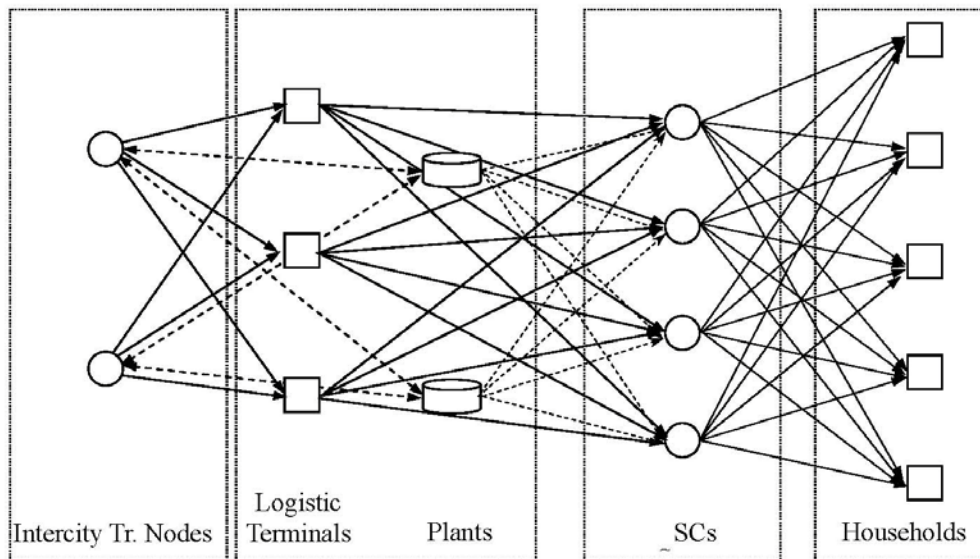 Intercity Tr. Nodes
Logistic
Terminals
Plants
SCs
~
Households